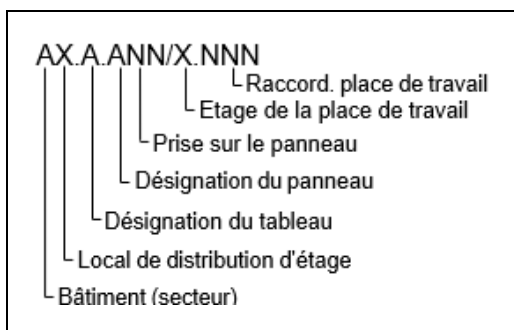 AX.A.ANN/X.NNN
Raccord. place de travail
Etage de la place de travail
Prise sur le panneau
Désignation du panneau
Désignation du tableau
Local de distribution d'étage
Bâtiment (secteur)